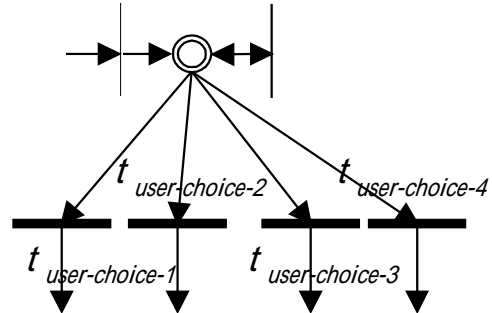 t user-choice-2
t user-choice-4
t user-choice-1
t user-choice-3